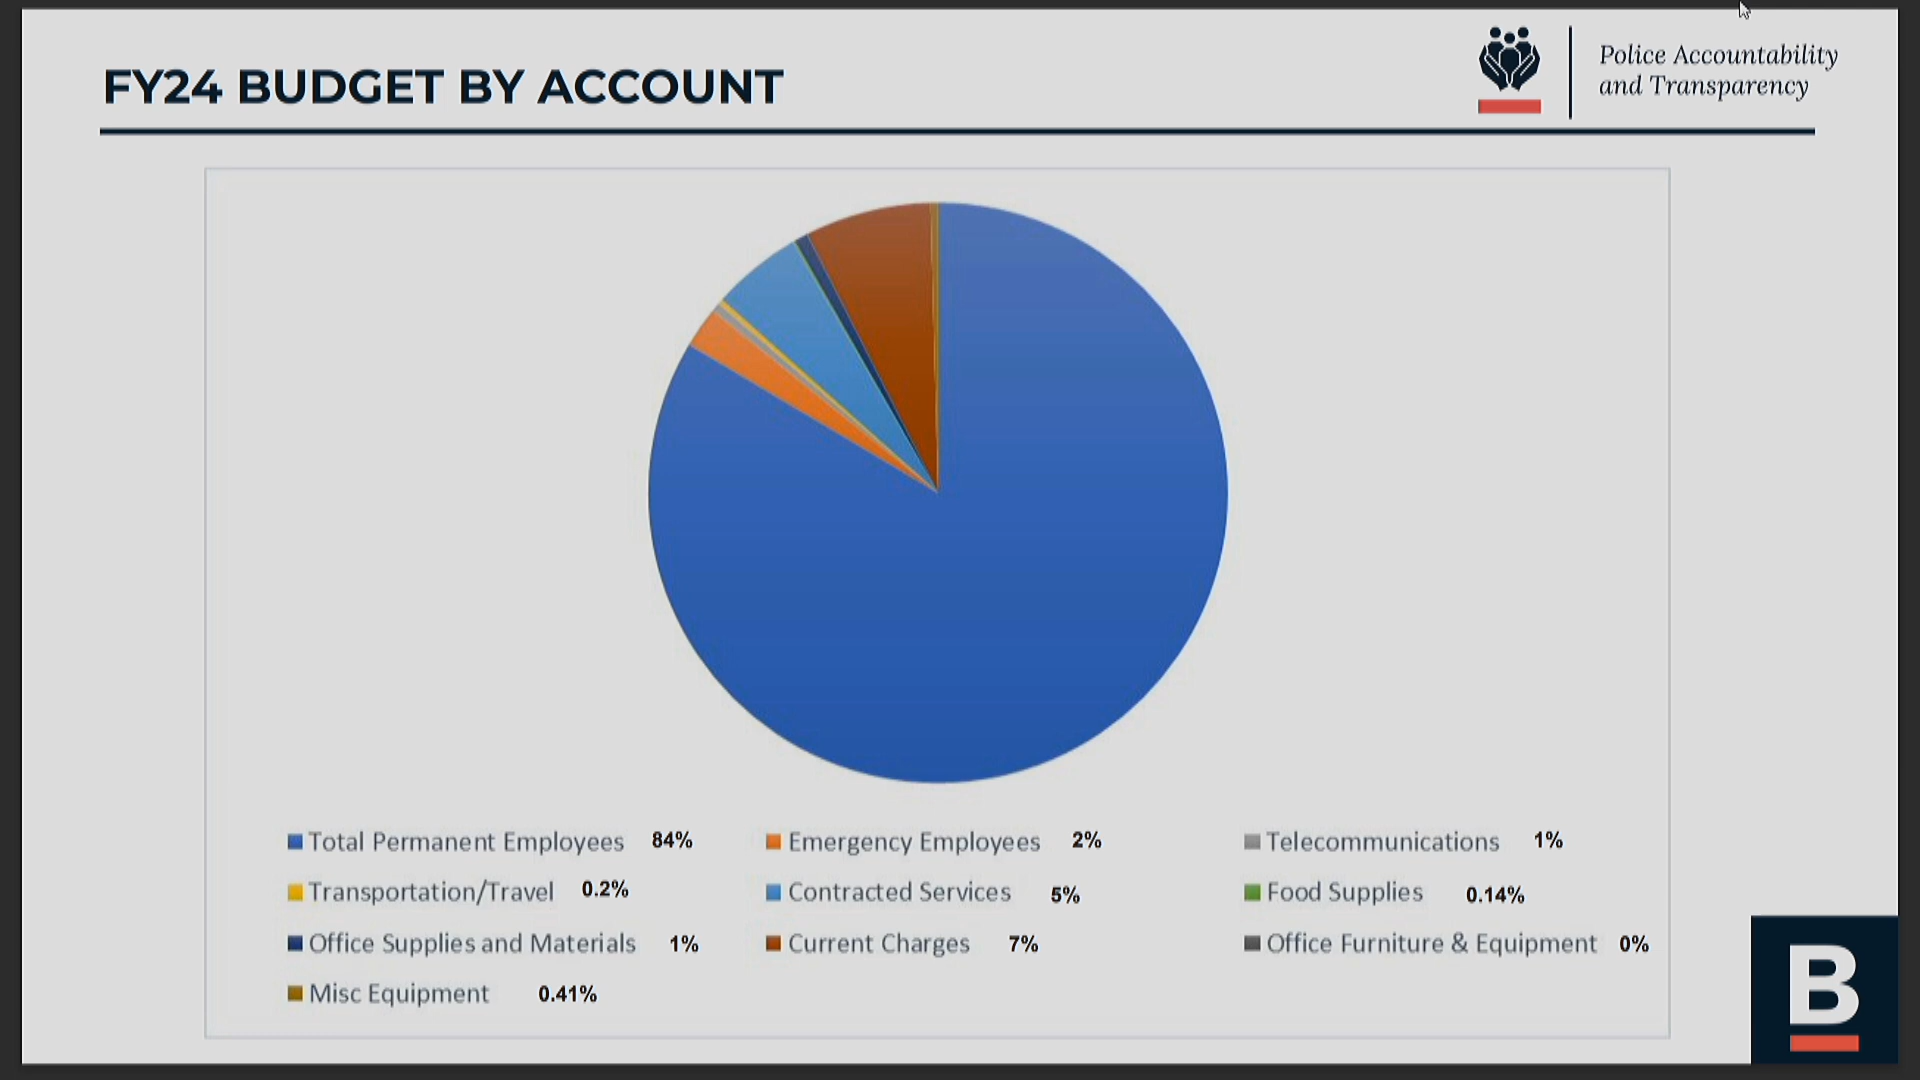 FY24 BUDGET BY ACCOUNT
Police Accountability
and Transparency
Total Permanent Employees 84% Emergency Employees 2% Telecommunications 1%
Transportation/Travel 0.2% Contracted Services 5% Food Supplies 0.14%
Office Supplies and Materials 1% Current Charges 7% Office Furniture & Equipment 0%
Misc Equipment 0.41%
B